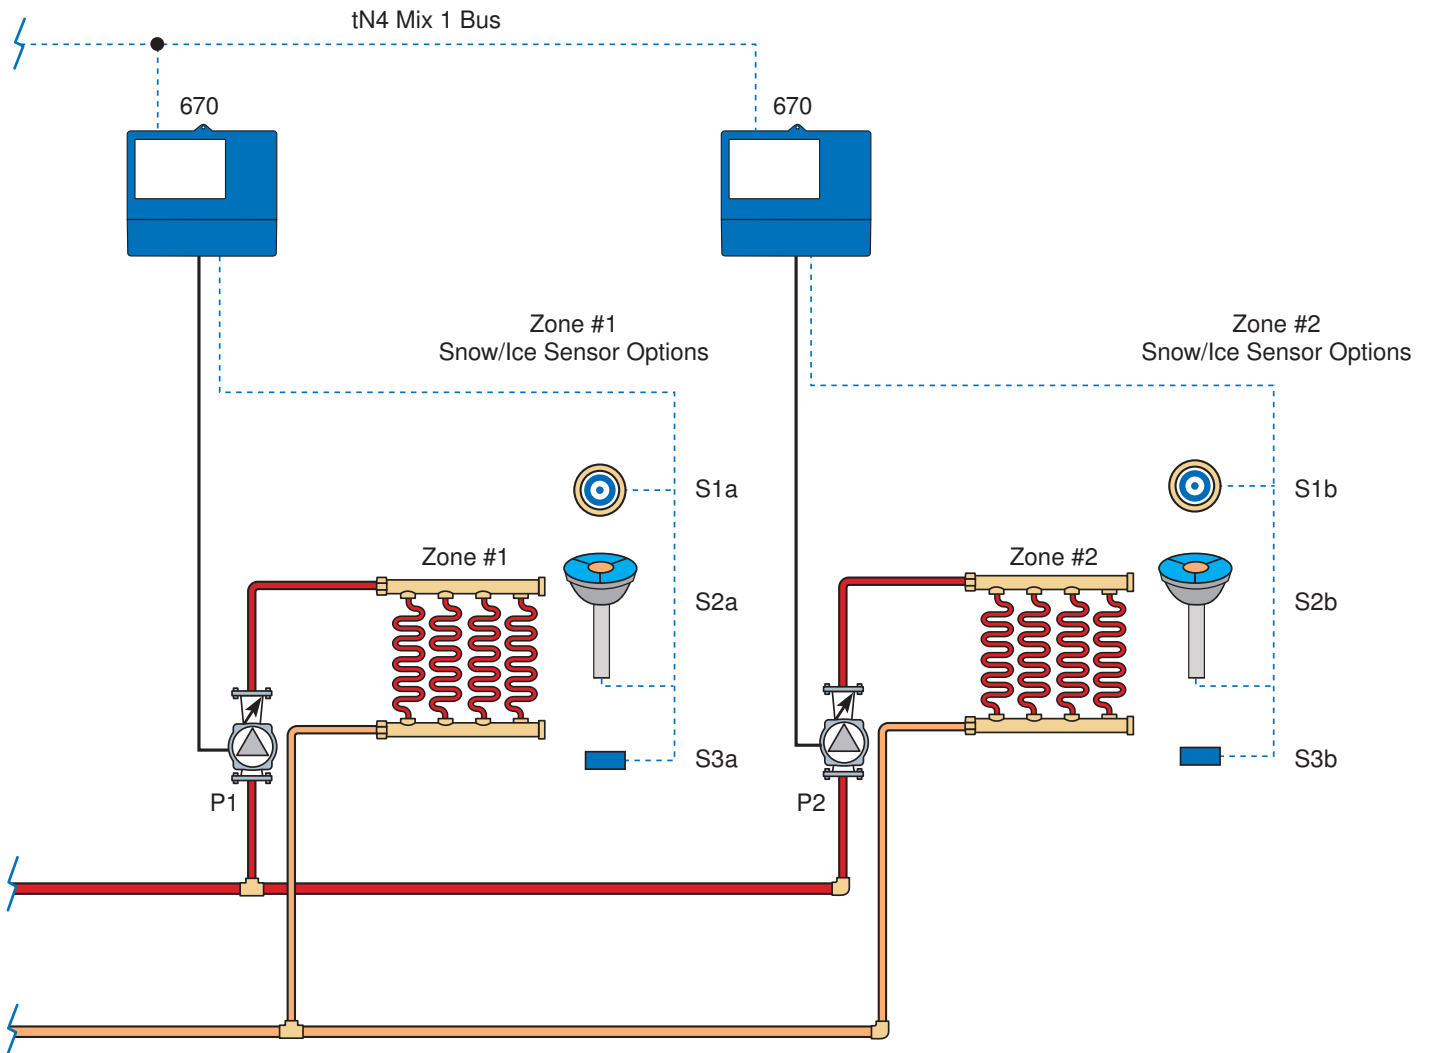 tN4 Mix 1 Bus
670
670
Zone #1
Snow/Ice Sensor Options
Zone #2
Snow/Ice Sensor Options
S1a
S1b
Zone #1
Zone #2
S2a
S2b
S3a
S3b
P1
P2